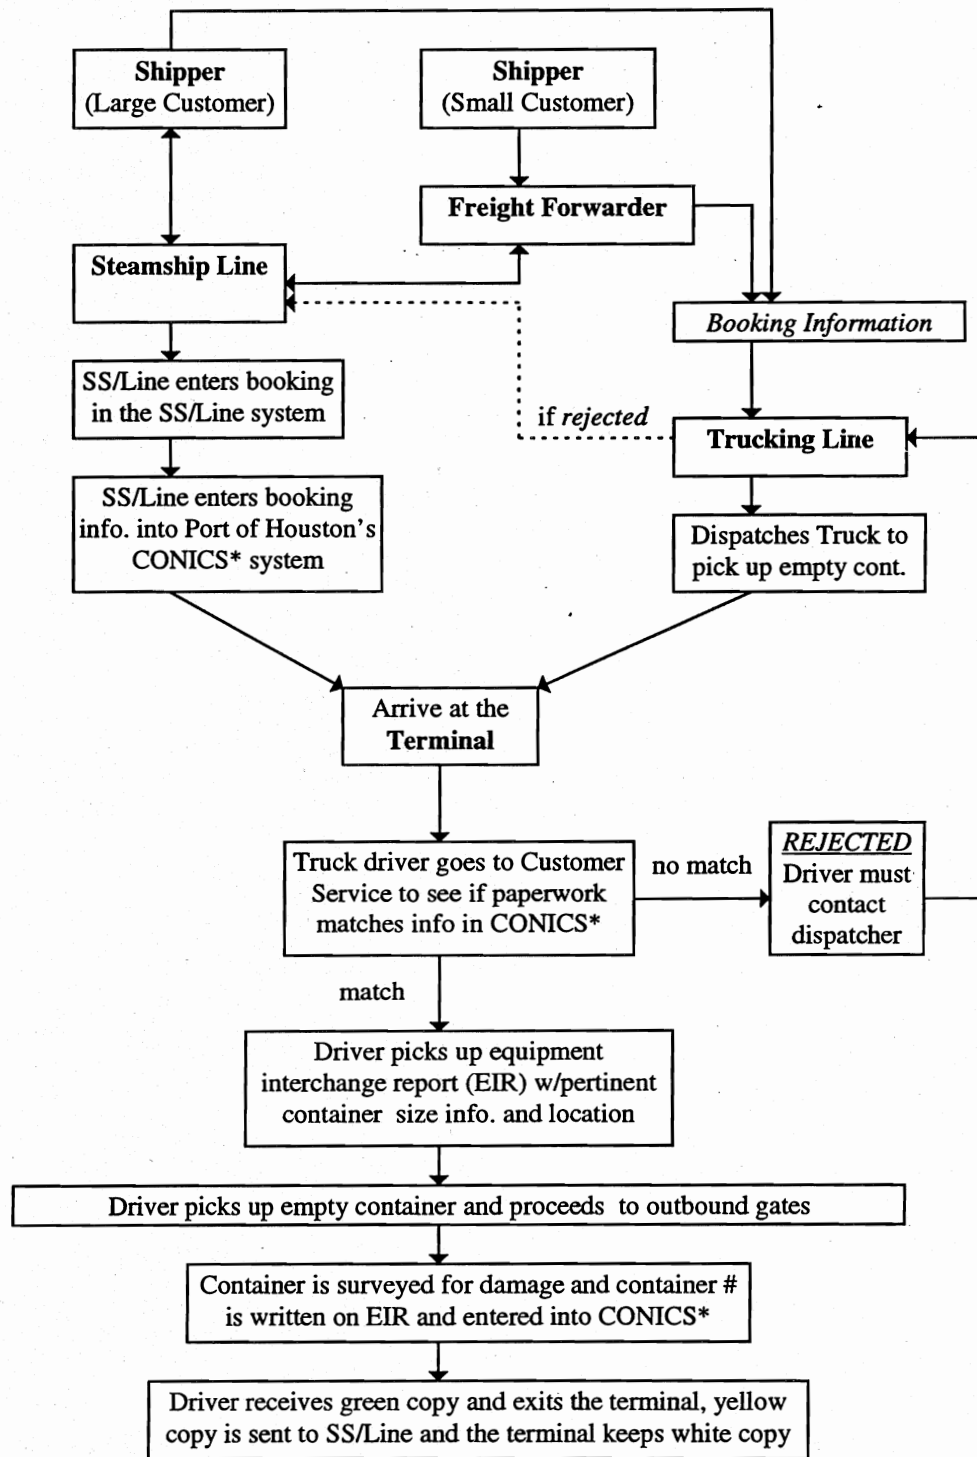 Shipper
(Large Customer)
Shipper
(Small Customer)
Freight Forwarder
Steamship Line
Booking Information
SS/Line enters booking
in the SS/Line system
if rejected
Trucking Line
SS/Line enters booking
info. into Port of Houston's
CONICS* system
Dispatches Truck to
pick up empty cont.
Arrive at the
Terminal
Truck driver goes to Customer
Service to see if paperwork
matches info in CONICS*
no match
REJECTED
Driver must
contact
dispatcher
match
Driver picks up equipment
interchange report (EIR) w/pertinent
container size info. and location
Driver picks up empty container and proceeds to outbound gates
Container is surveyed for damage and container #
is written on EIR and entered into CONICS*
Driver receives green copy and exits the terminal, yellow
copy is sent to SS/Line and the terminal keeps white copy